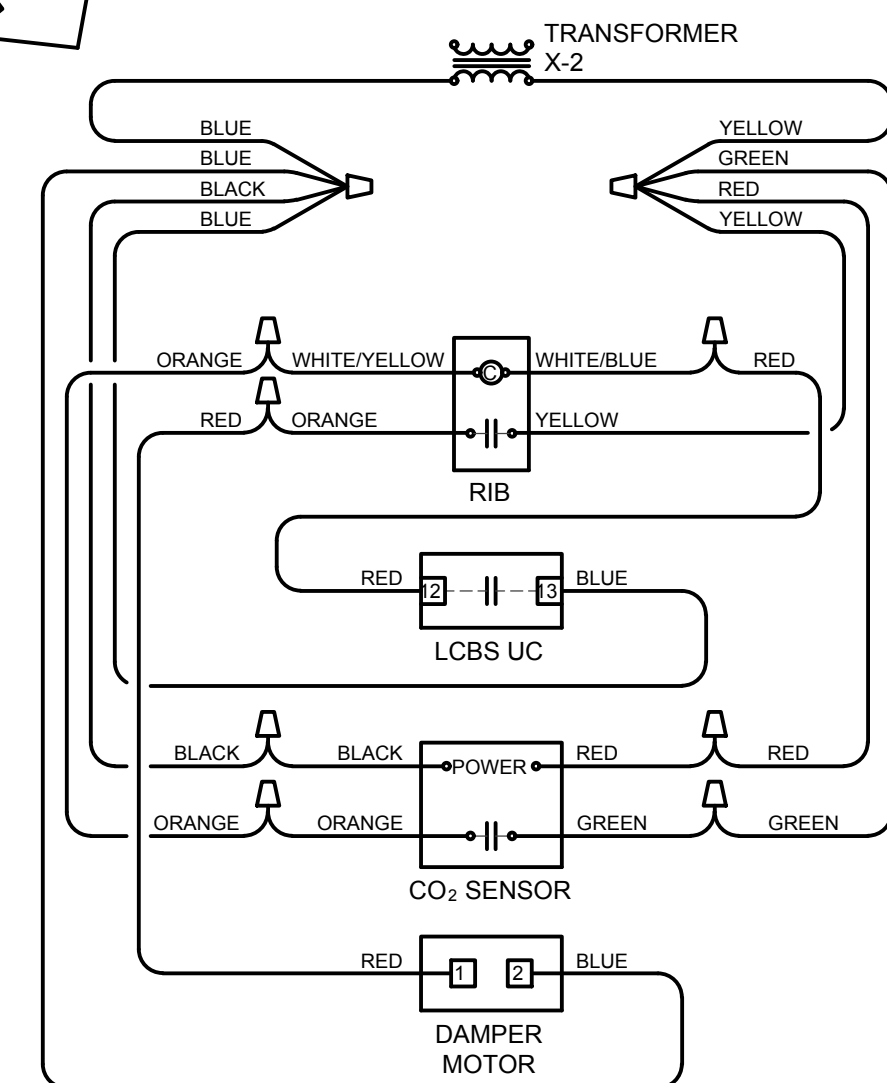 TRANSFORMER
X-2
BLUE
YELLOW
BLUE
GREEN
BLACK
RED
BLUE
YELLOW
ORANGE WHITE/YELLOW C WHITE/BLUE RED
RED ORANGE YELLOW
RIB
RED 12 13 BLUE
LCBS UC
BLACK BLACK POWER RED RED
ORANGE ORANGE GREEN GREEN
CO₂ SENSOR
RED 1 2 BLUE
DAMPER
MOTOR